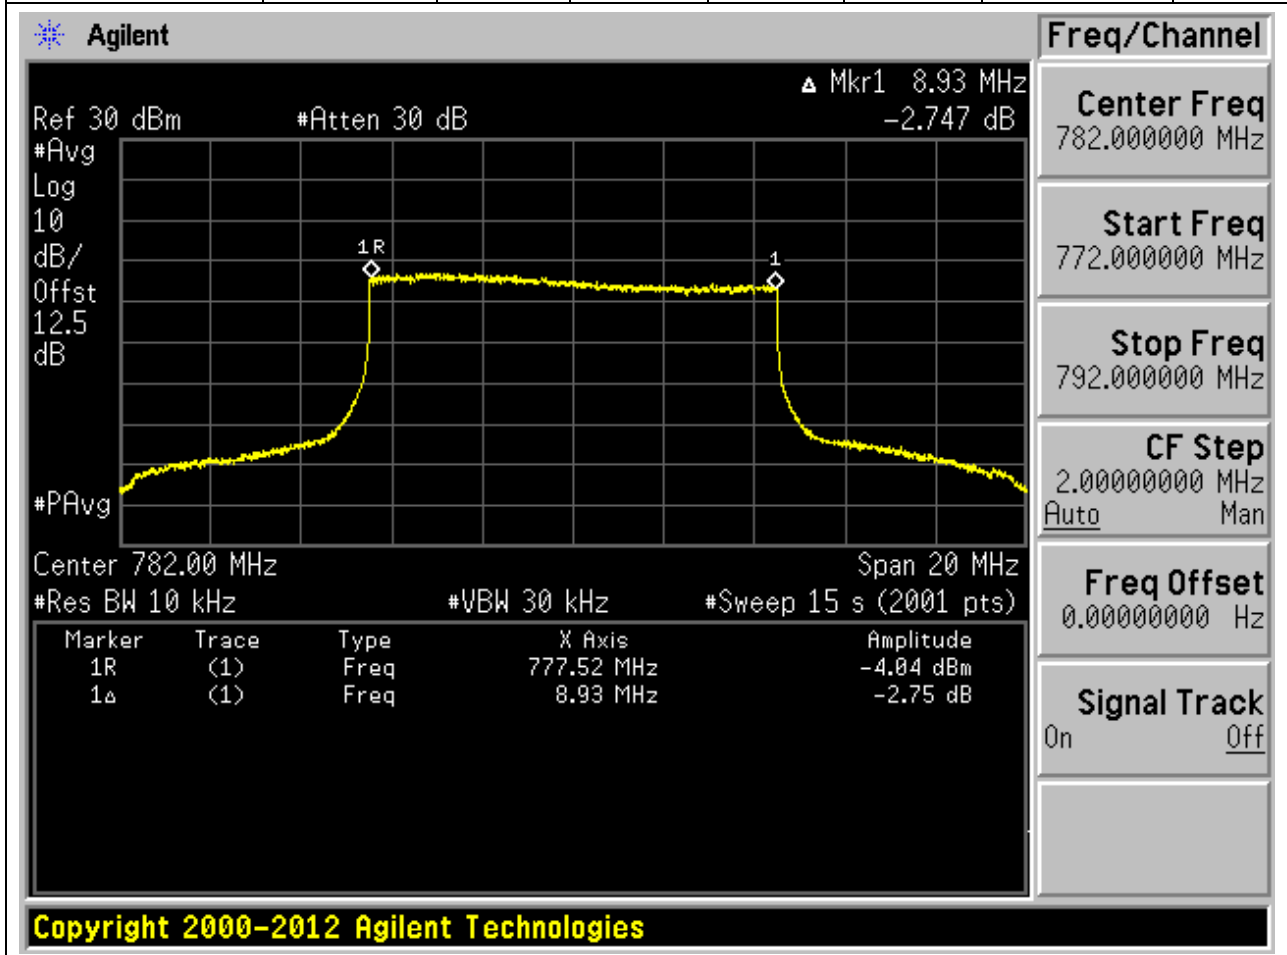 Agilent
Freq/Channel
Δ Mkr1 8.93 MHz
Ref 30 dBm #Atten 30 dB −2.747 dB
#Avg
Log
10
dB/
Offst
12.5
dB
#PAvg
1R
1
Center 782.00 MHz Span 20 MHz
#Res BW 10 kHz #VBW 30 kHz #Sweep 15 s (2001 pts)
Marker Trace Type X Axis Amplitude
1R (1) Freq 777.52 MHz −4.04 dBm
1Δ (1) Freq 8.93 MHz −2.75 dB
Center Freq
782.000000 MHz
Start Freq
772.000000 MHz
Stop Freq
792.000000 MHz
CF Step
2.00000000 MHz
Auto Man
Freq Offset
0.00000000 Hz
Signal Track
On Off
Copyright 2000-2012 Agilent Technologies